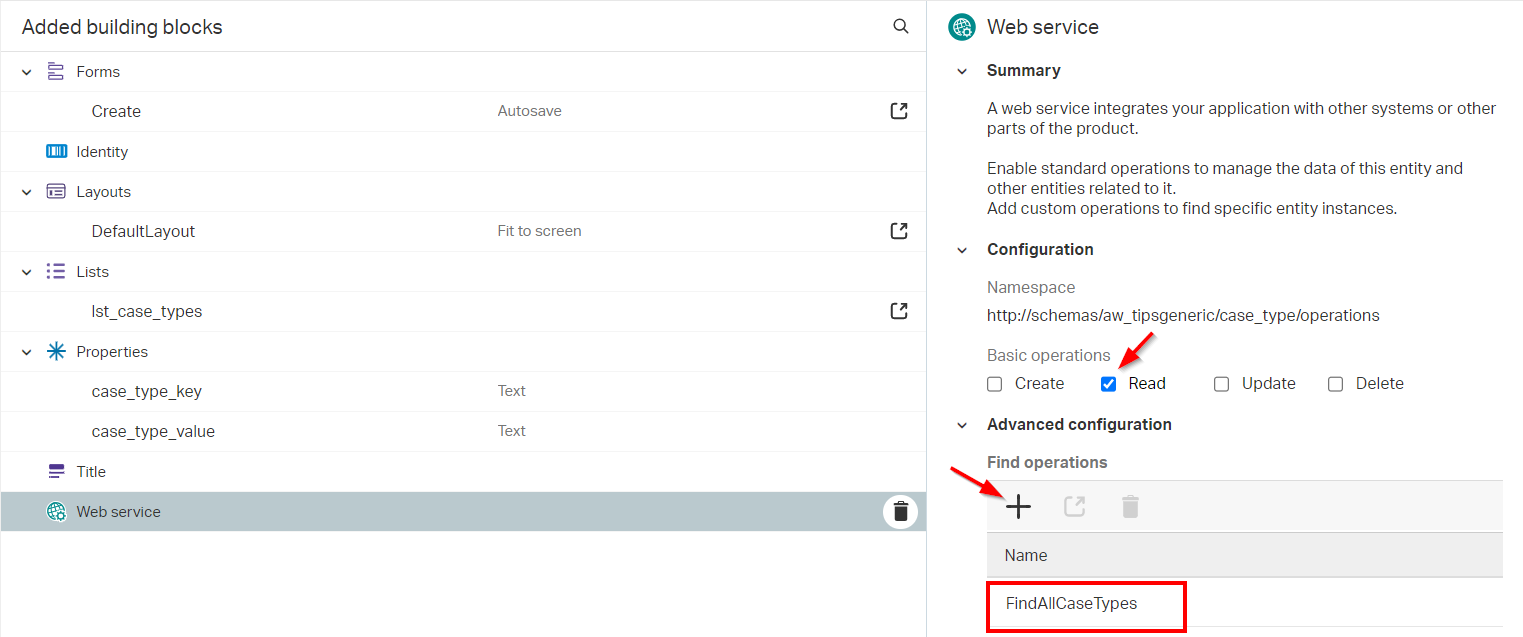 Added building blocks
Forms
Create Autosave
Identity
Layouts
DefaultLayout Fit to screen
Lists
lst_case_types
Properties
case_type_key Text
case_type_value Text
Title
Web service
Web service
Summary
A web service integrates your application with other systems or other
parts of the product.
Enable standard operations to manage the data of this entity and
other entities related to it.
Add custom operations to find specific entity instances.
Configuration
Namespace
http://schemas/aw_tipsgeneric/case_type/operations
Basic operations
Create Read Update Delete
Advanced configuration
Find operations
Name
FindAllCaseTypes